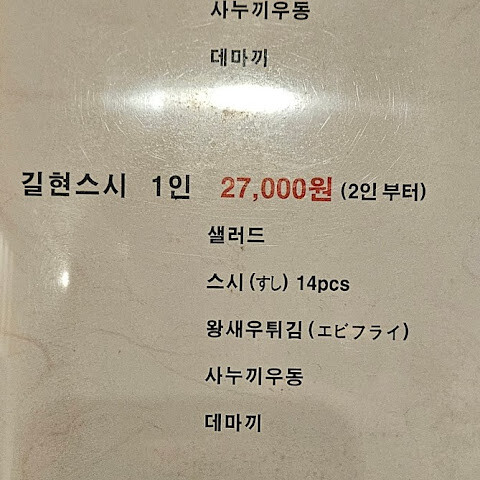 사누끼우동
데마끼
길현스시 1인 27,000원 (2인 부터)
샐러드
스시(すし) 14pcs
왕새우튀김(エビフライ)
사누끼우동
데마끼